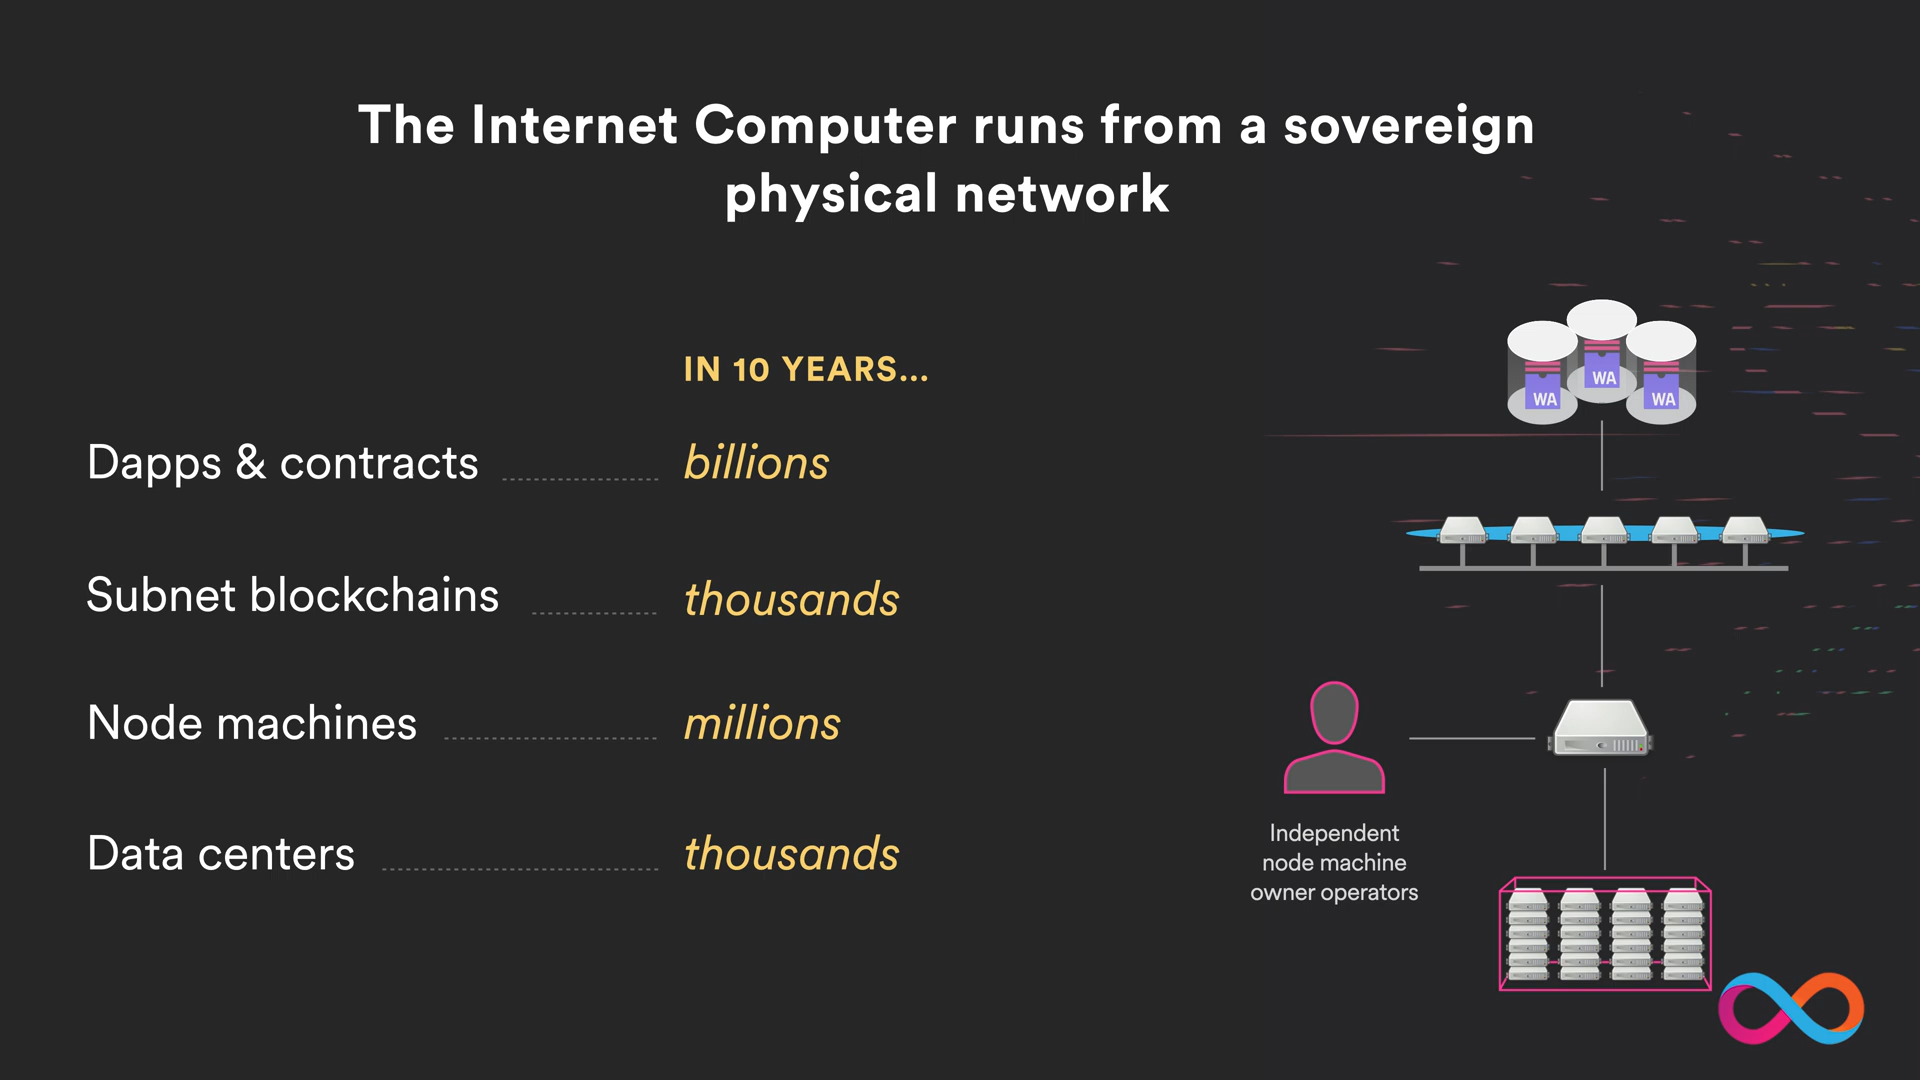 The Internet Computer runs from a sovereign
physical network
IN 10 YEARS...
Dapps & contracts billions
Subnet blockchains thousands
Node machines millions
Data centers thousands
WA
WA
WA
Independent
node machine
owner operators